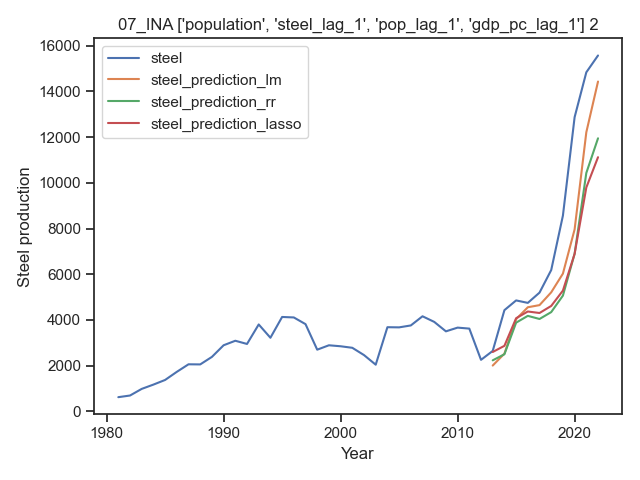 07_INA ['population', 'steel_lag_1', 'pop_lag_1', 'gdp_pc_lag_1'] 2
16000
14000
12000
10000
8000
6000
4000
2000
0
Steel production
steel
steel_prediction_lm
steel_prediction_rr
steel_prediction_lasso
1980
1990
2000
2010
2020
Year